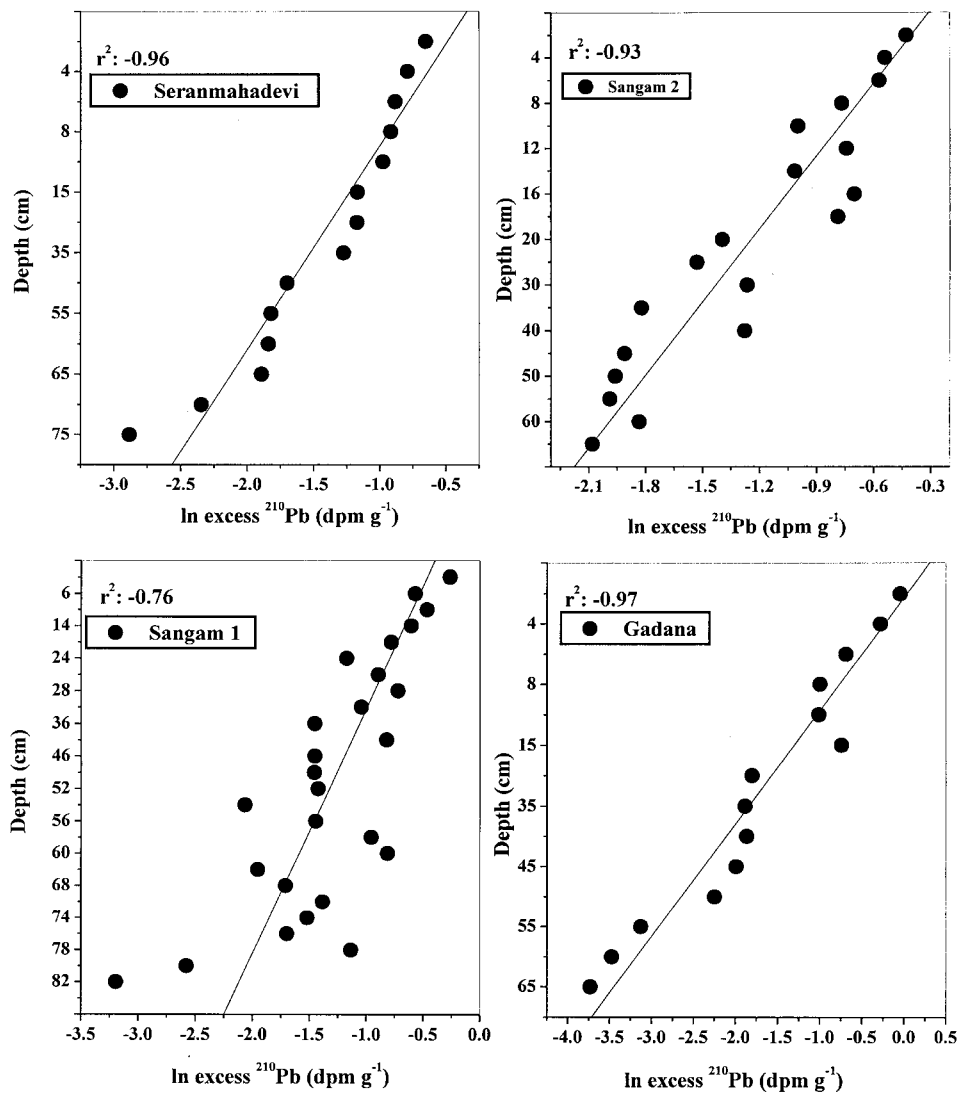 r²: -0.96
Seranmahadevi
4
8
15
35
55
65
75
Depth (cm)
-3.0 -2.5 -2.0 -1.5 -1.0 -0.5
ln excess ²¹⁰Pb (dpm g⁻¹)
r²: -0.93
Sangam 2
4
8
12
16
20
30
40
50
60
Depth (cm)
-2.1 -1.8 -1.5 -1.2 -0.9 -0.6 -0.3
ln excess ²¹⁰Pb (dpm g⁻¹)
r²: -0.76
Sangam 1
6
14
24
28
36
46
52
56
60
68
74
78
82
Depth (cm)
-3.5 -3.0 -2.5 -2.0 -1.5 -1.0 -0.5 0.0
ln excess ²¹⁰Pb (dpm g⁻¹)
r²: -0.97
Gadana
4
8
15
35
45
55
65
Depth (cm)
-4.0 -3.5 -3.0 -2.5 -2.0 -1.5 -1.0 -0.5 0.0 0.5
ln excess ²¹⁰Pb (dpm g⁻¹)